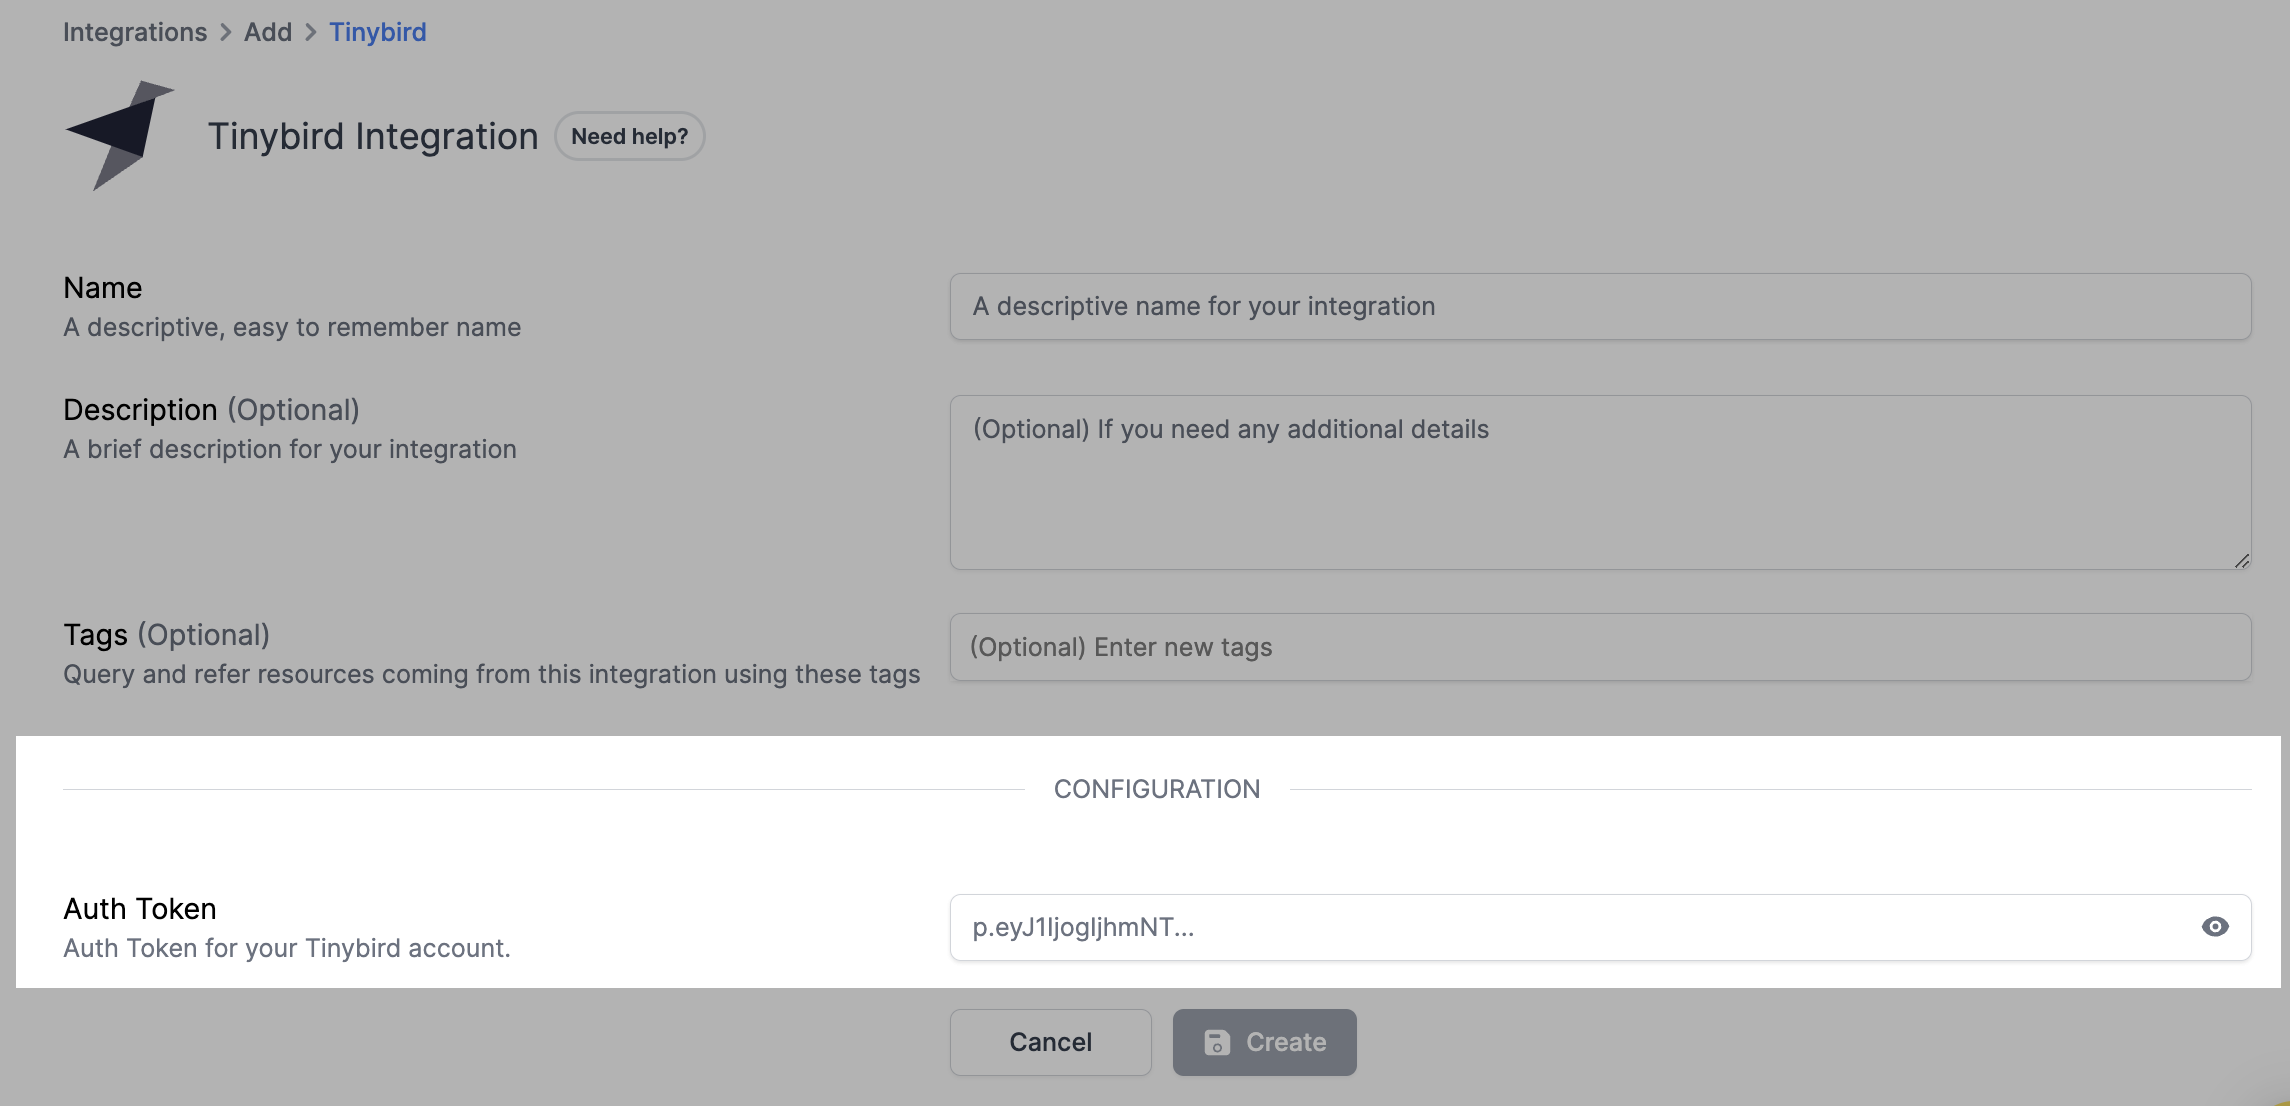 Integrations > Add > Tinybird
Tinybird Integration Need help?
Name
A descriptive, easy to remember name
A descriptive name for your integration
Description (Optional)
A brief description for your integration
(Optional) If you need any additional details
Tags (Optional)
Query and refer resources coming from this integration using these tags
(Optional) Enter new tags
CONFIGURATION
Auth Token
Auth Token for your Tinybird account.
p.eyJ1IjogIjhmNT...
Cancel Create